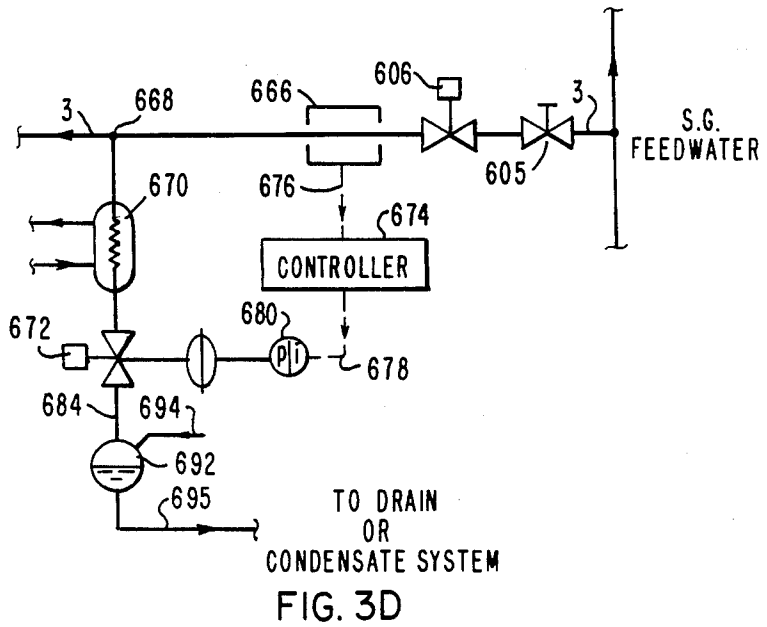 606
666
3
668
3
S.G.
FEEDWATER
605
670
676
674
CONTROLLER
680
672
P/i
678
684
694
692
695
TO DRAIN
OR
CONDENSATE SYSTEM
FIG. 3D